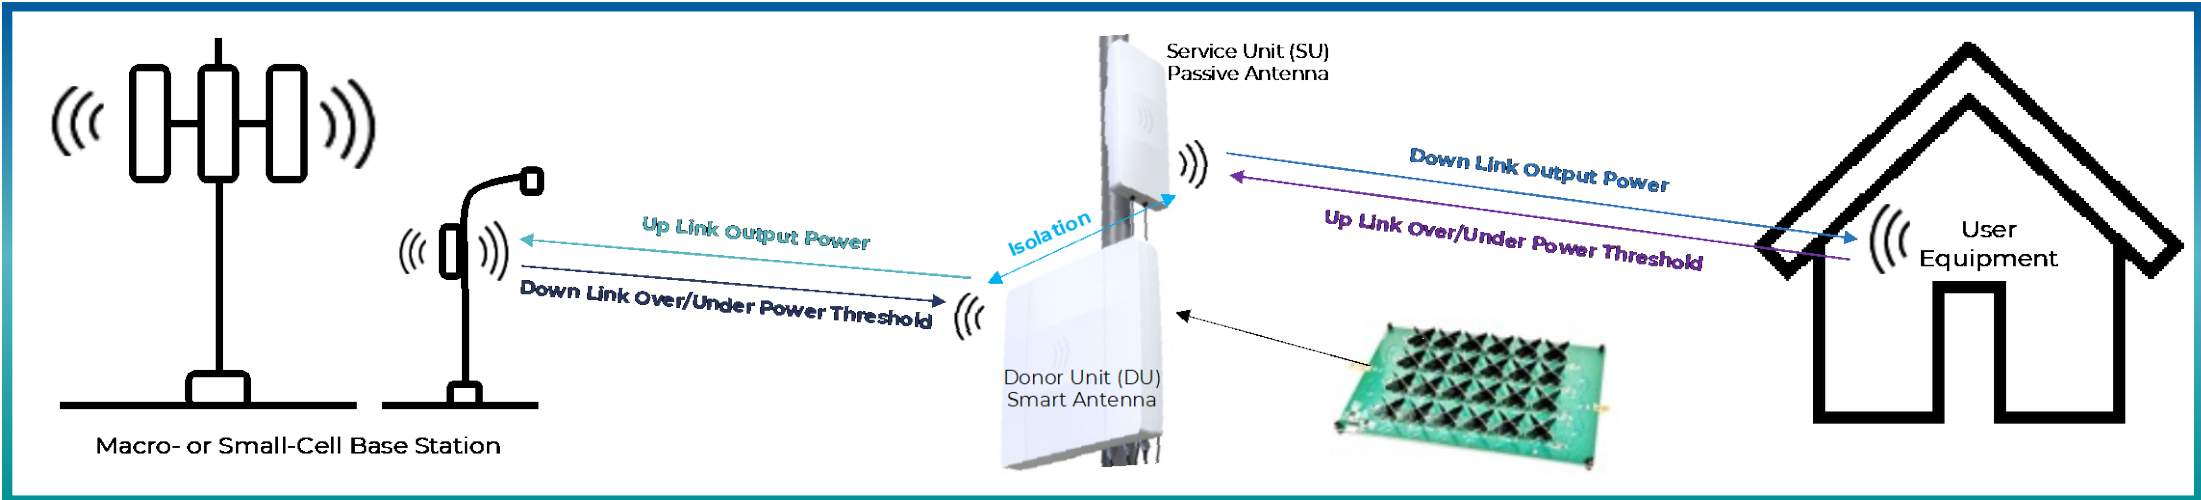 Service Unit (SU)
Passive Antenna
Down Link Output Power
Up Link Over/Under Power Threshold
Up Link Output Power
Isolation
Down Link Over/Under Power Threshold
User
Equipment
Donor Unit (DU)
Smart Antenna
Macro- or Small-Cell Base Station